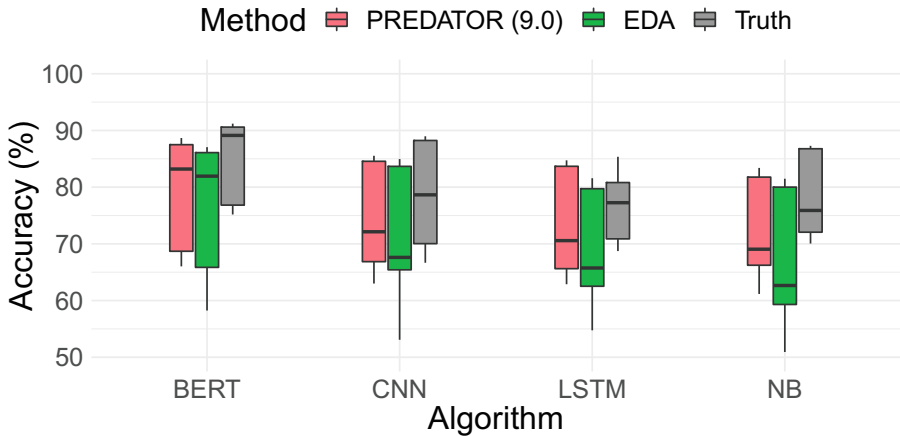 Method PREDATOR (9.0) EDA Truth
Accuracy (%)
100
90
80
70
60
50
BERT CNN LSTM NB
Algorithm